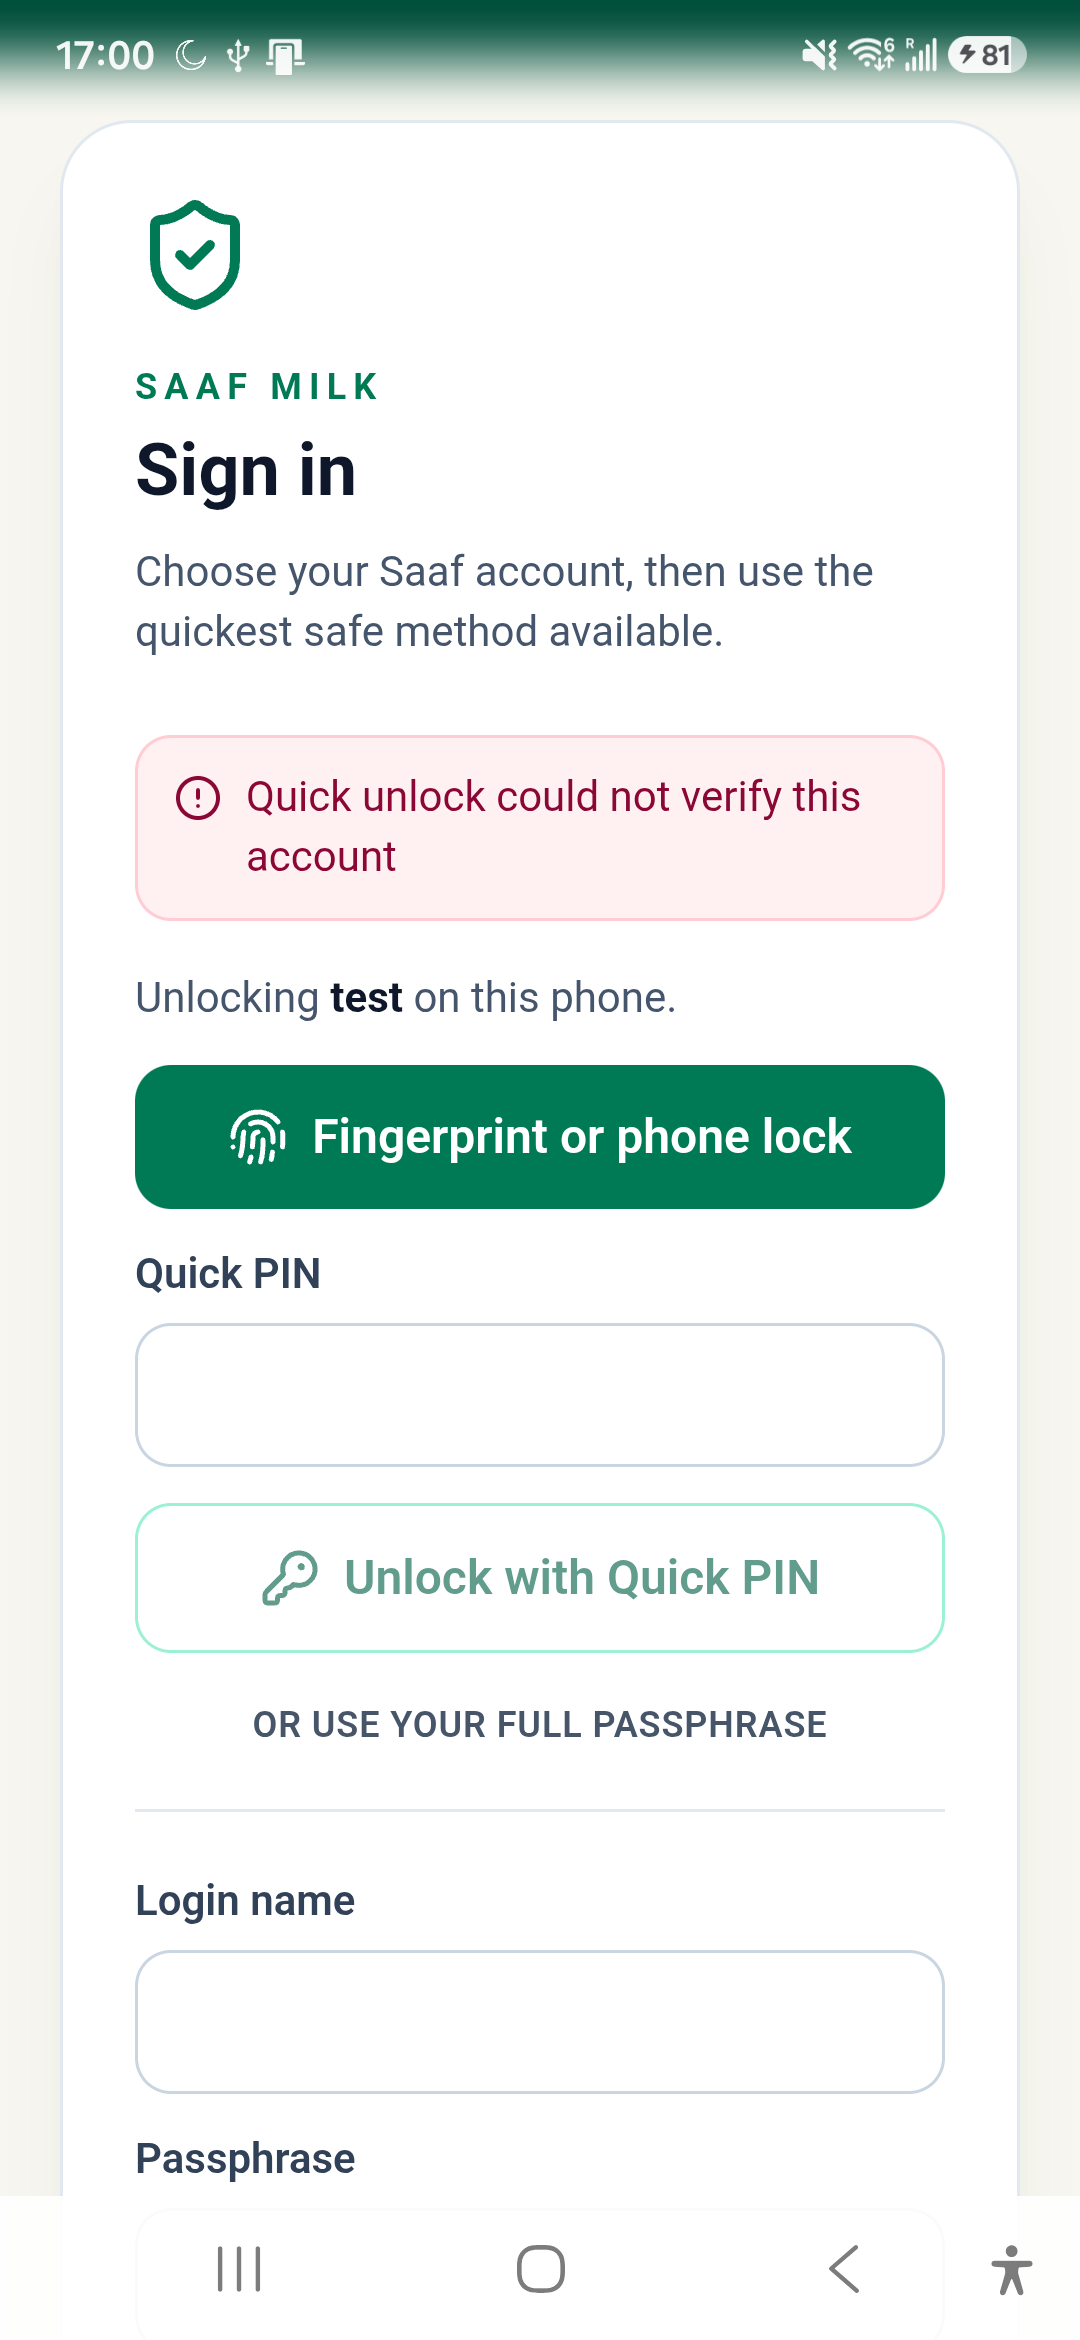 17:00
6
R
81
SAAF MILK
Sign in
Choose your Saaf account, then use the
quickest safe method available.
Quick unlock could not verify this
account
Unlocking test on this phone.
Fingerprint or phone lock
Quick PIN
Unlock with Quick PIN
OR USE YOUR FULL PASSPHRASE
Login name
Passphrase